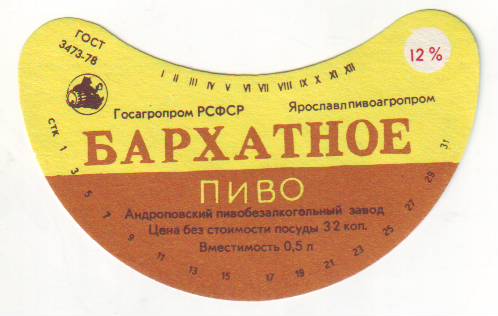 ГОСТ
3473-78
12 %
I II III IV V VI VII VIII IX X XI XII
Госагропром РСФСР Ярославлпивоагропром
БАРХАТНОЕ
ПИВО
Андроповский пивобезалкогольный завод
Цена без стоимости посуды 32 коп.
Вместимость 0,5 л
СТК 1 3 5 7 9 11 13 15 17 19 21 23 25 27 29 31